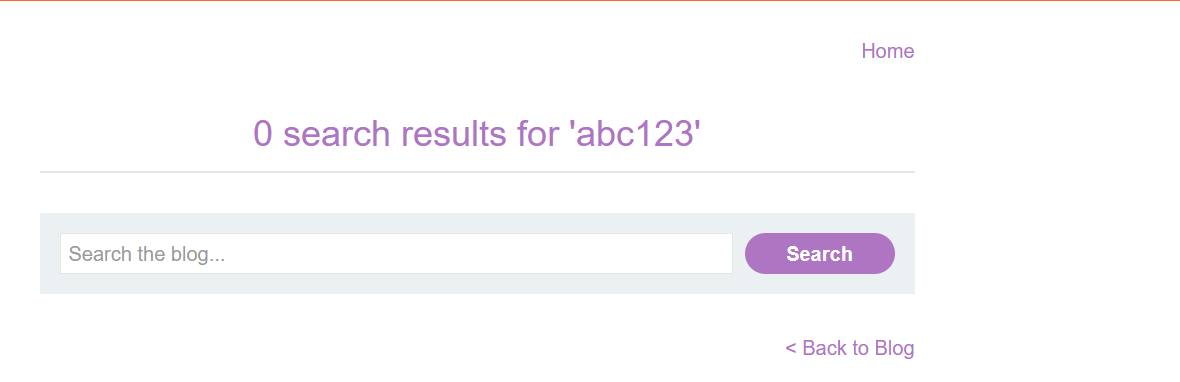 Home
0 search results for 'abc123'
Search the blog...
Search
< Back to Blog